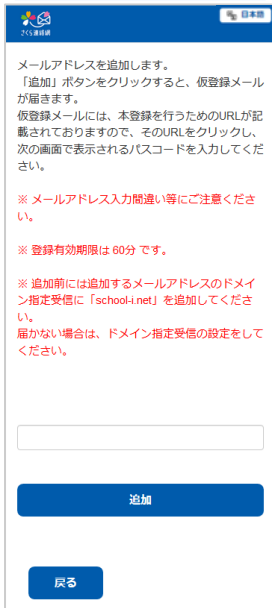 さくら連絡網
日本語
メールアドレスを追加します。
「追加」ボタンをクリックすると、仮登録メール
が届きます。
仮登録メールには、本登録を行うためのURLが記
載されておりますので、そのURLをクリックし、
次の画面で表示されるパスコードを入力してくだ
さい。
※ メールアドレス入力間違い等にご注意くださ
い。
※ 登録有効期限は 60分 です。
※ 追加前には追加するメールアドレスのドメイ
ン指定受信に「school-i.net」を追加してくださ
い。
届かない場合は、ドメイン指定受信の設定をして
ください。
追加
戻る